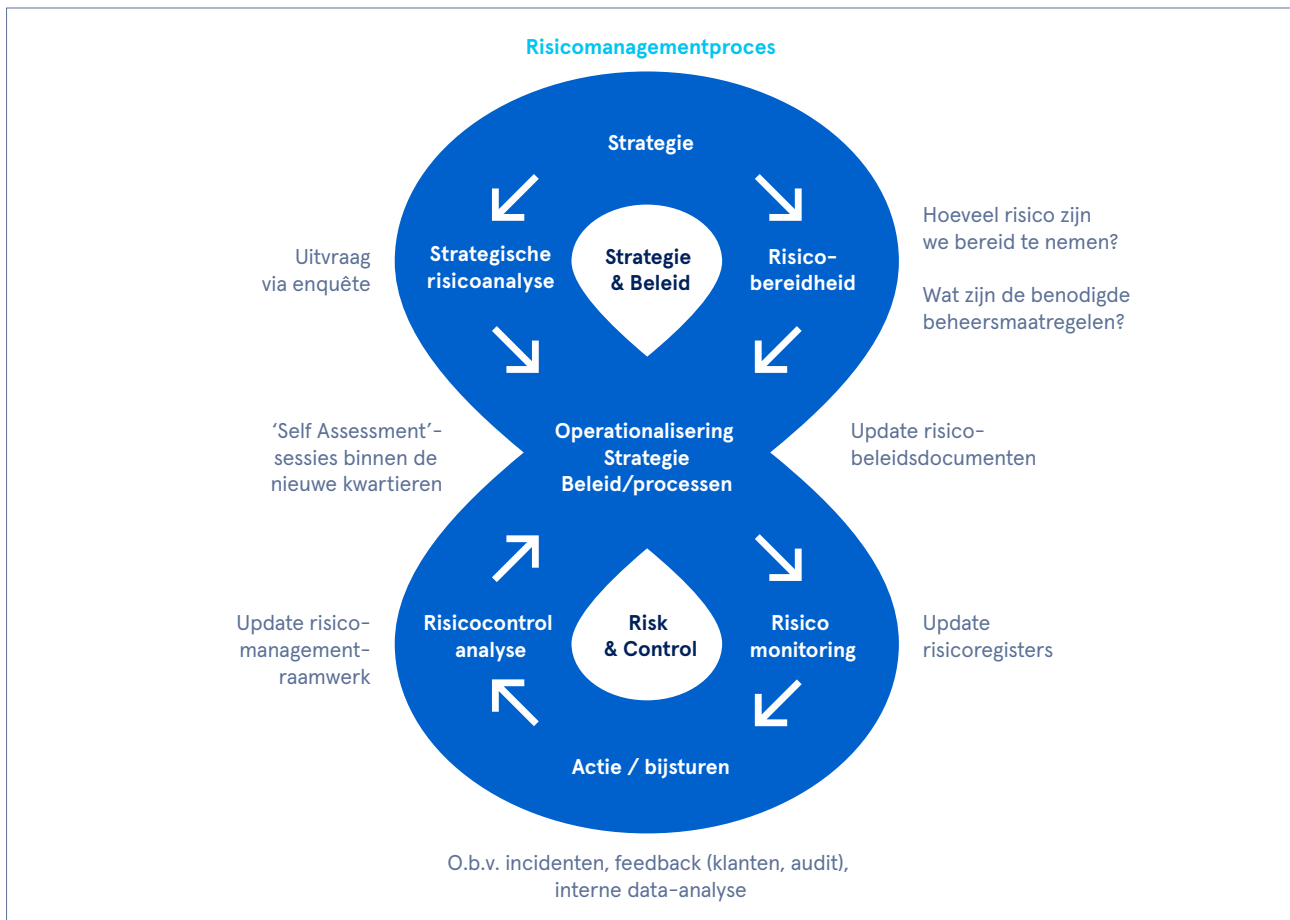 Risicomanagementproces
Strategie
Uitvraag
via enquête
Strategische
risicoanalyse
Strategie
& Beleid
Risico-
bereidheid
Hoeveel risico zijn
we bereid te nemen?
Wat zijn de benodigde
beheersmaatregelen?
‘Self Assessment’-
sessies binnen de
nieuwe kwartieren
Operationalisering
Strategie
Beleid/processen
Update risico-
beleidsdocumenten
Update risico-
management-
raamwerk
Risicocontrol
analyse
Risk
& Control
Risico
monitoring
Update
risicoregisters
Actie / bijsturen
O.b.v. incidenten, feedback (klanten, audit),
interne data-analyse